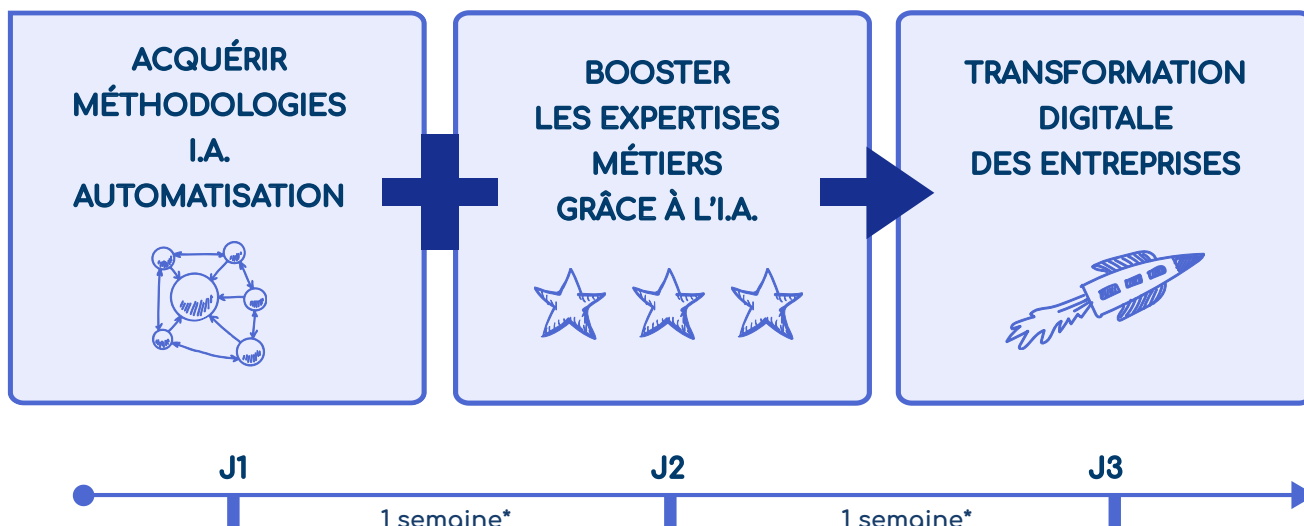 ACQUÉRIR
MÉTHODOLOGIES
I.A.
AUTOMATISATION
BOOSTER
LES EXPERTISES
MÉTIERS
GRÂCE À L'I.A.
TRANSFORMATION
DIGITALE
DES ENTREPRISES
J1
J2
J3
1 semaine*
1 semaine*